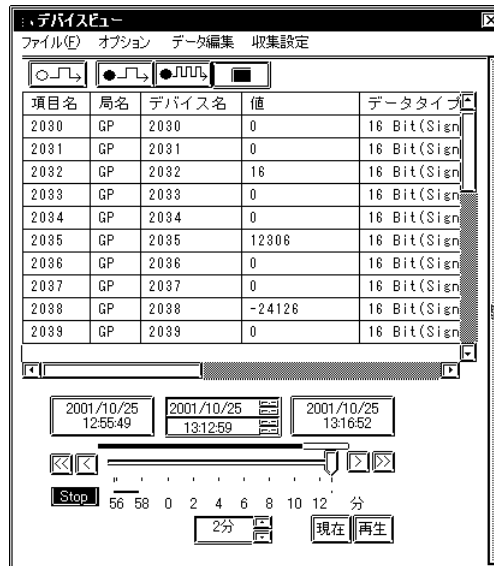 デバイスビュー
ファイル(F) オプション データ編集 収集設定
項目名 局名 デバイス名 値 データタイプ
2030 GP 2030 0 16 Bit(Sign
2031 GP 2031 0 16 Bit(Sign
2032 GP 2032 16 16 Bit(Sign
2033 GP 2033 0 16 Bit(Sign
2034 GP 2034 0 16 Bit(Sign
2035 GP 2035 12306 16 Bit(Sign
2036 GP 2036 0 16 Bit(Sign
2037 GP 2037 0 16 Bit(Sign
2038 GP 2038 -24126 16 Bit(Sign
2039 GP 2039 0 16 Bit(Sign
2001/10/25 2001/10/25 2001/10/25
12:55:49 13:12:59 13:16:52
Stop 56 58 0 2 4 6 8 10 12 分
2分 現在 再生